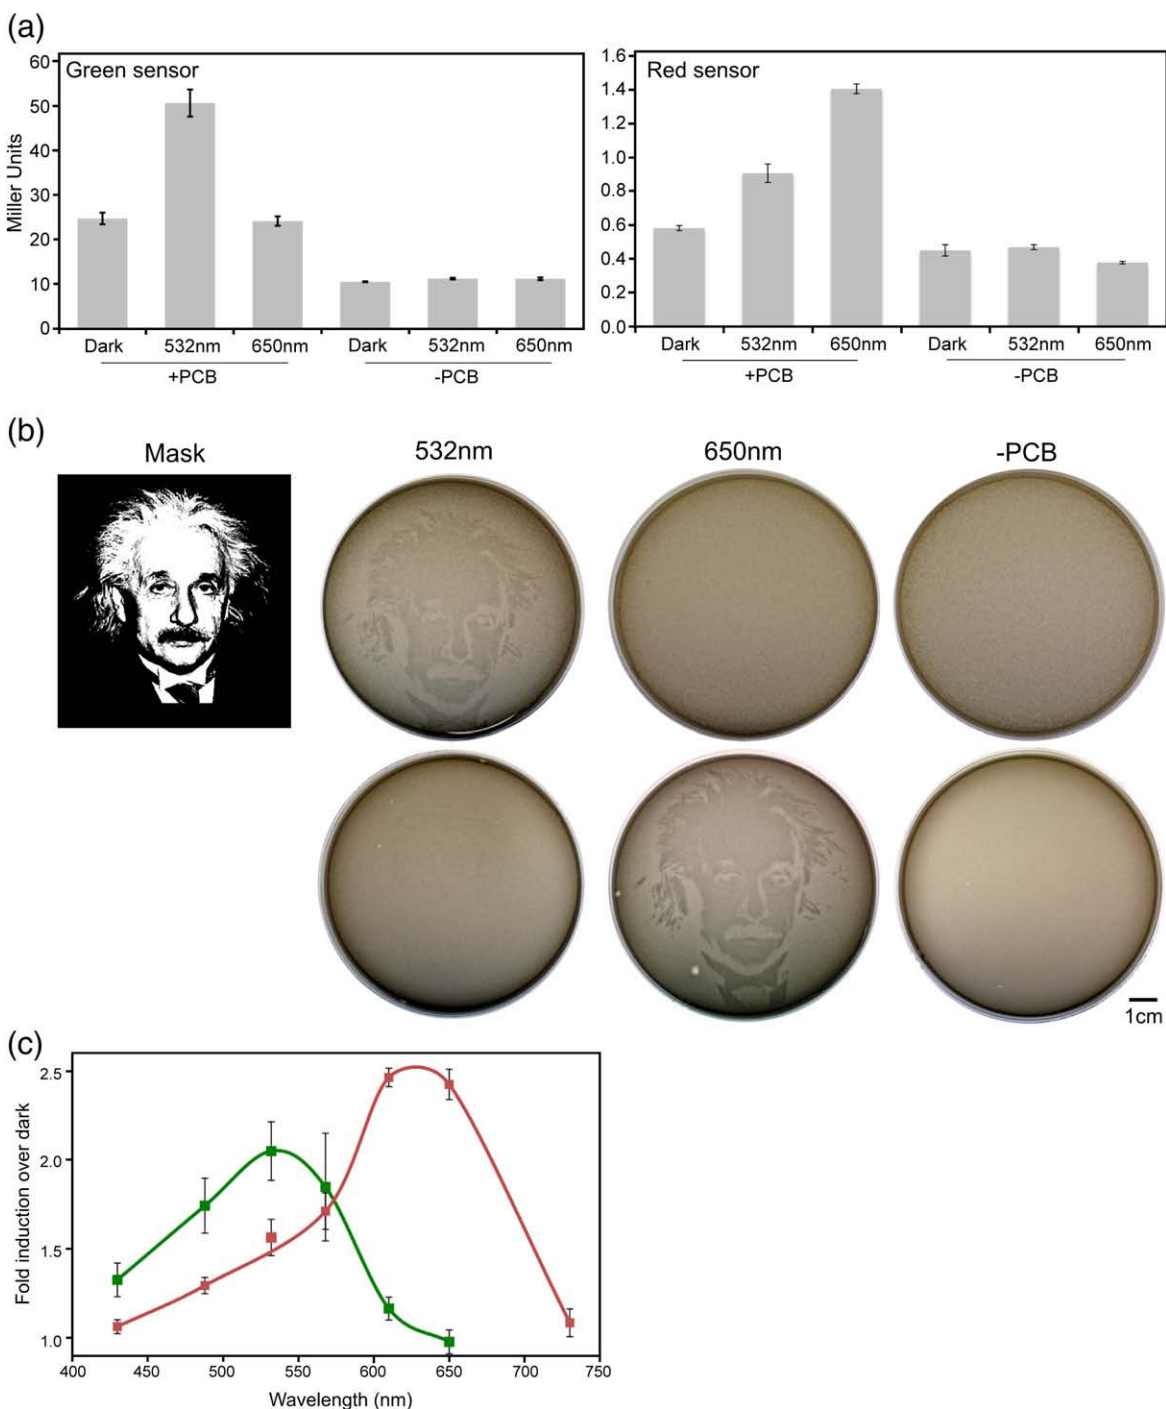 (a)
Green sensor
Miller Units
60
50
40
30
20
10
0
Dark 532nm 650nm Dark 532nm 650nm
+PCB -PCB
Red sensor
1.6
1.4
1.2
1.0
0.8
0.6
0.4
0.2
0.0
Dark 532nm 650nm Dark 532nm 650nm
+PCB -PCB
(b)
Mask 532nm 650nm -PCB
1cm
(c)
Fold induction over dark
2.5
2.0
1.5
1.0
400 450 500 550 600 650 700 750
Wavelength (nm)